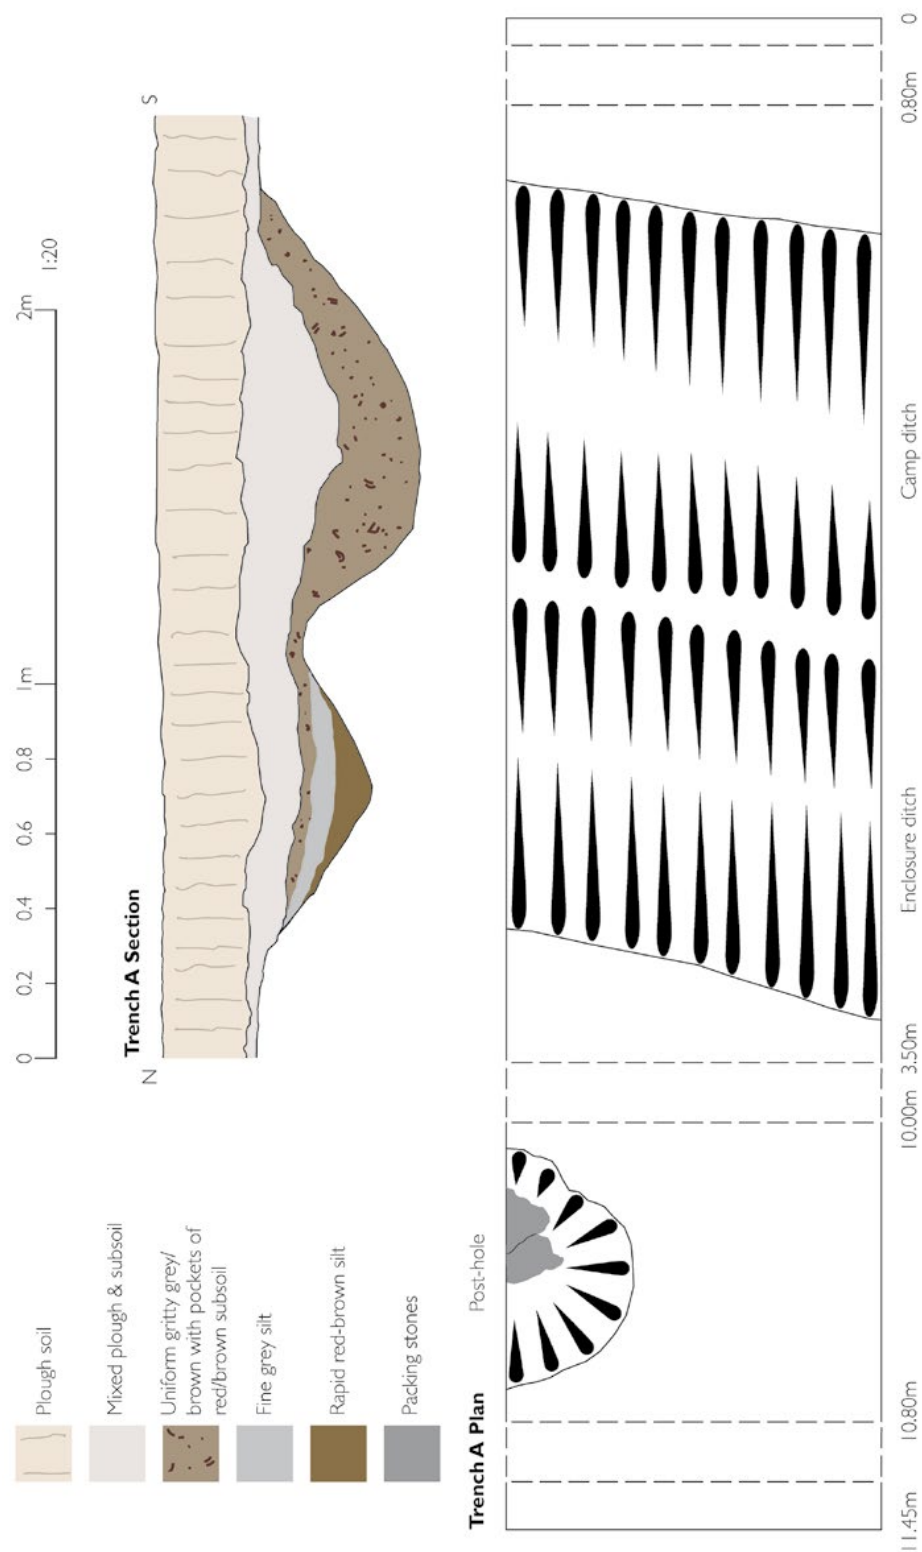 0
0.2
0.4
0.6
0.8
1m
2m
1:20
Trench A Section
N
S
Plough soil
Mixed plough & subsoil
Uniform gritty grey/
brown with pockets of
red/brown subsoil
Fine grey silt
Rapid red-brown silt
Packing stones
Trench A Plan
Post-hole
11.45m
10.80m
10.00m
3.50m
Enclosure ditch
Camp ditch
0.80m
0